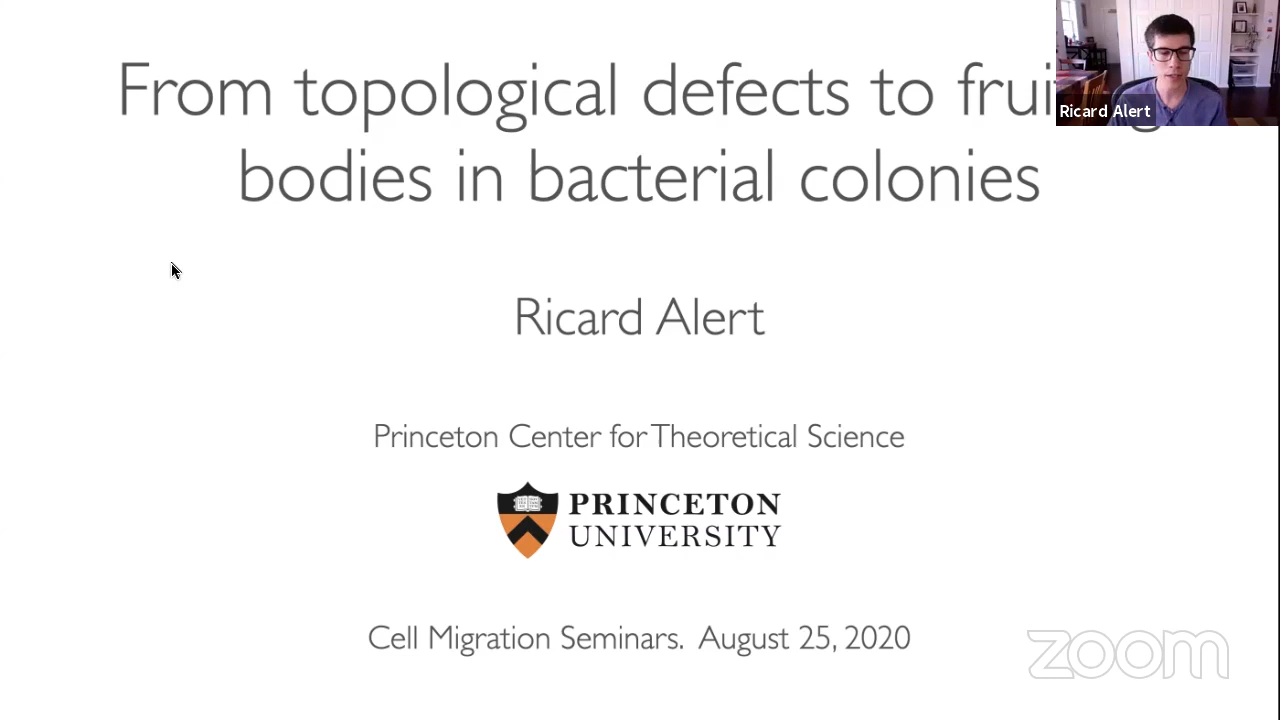 From topological defects to frui
bodies in bacterial colonies
Ricard Alert
Ricard Alert
Princeton Center for Theoretical Science
PRINCETON
UNIVERSITY
Cell Migration Seminars. August 25, 2020
zoom